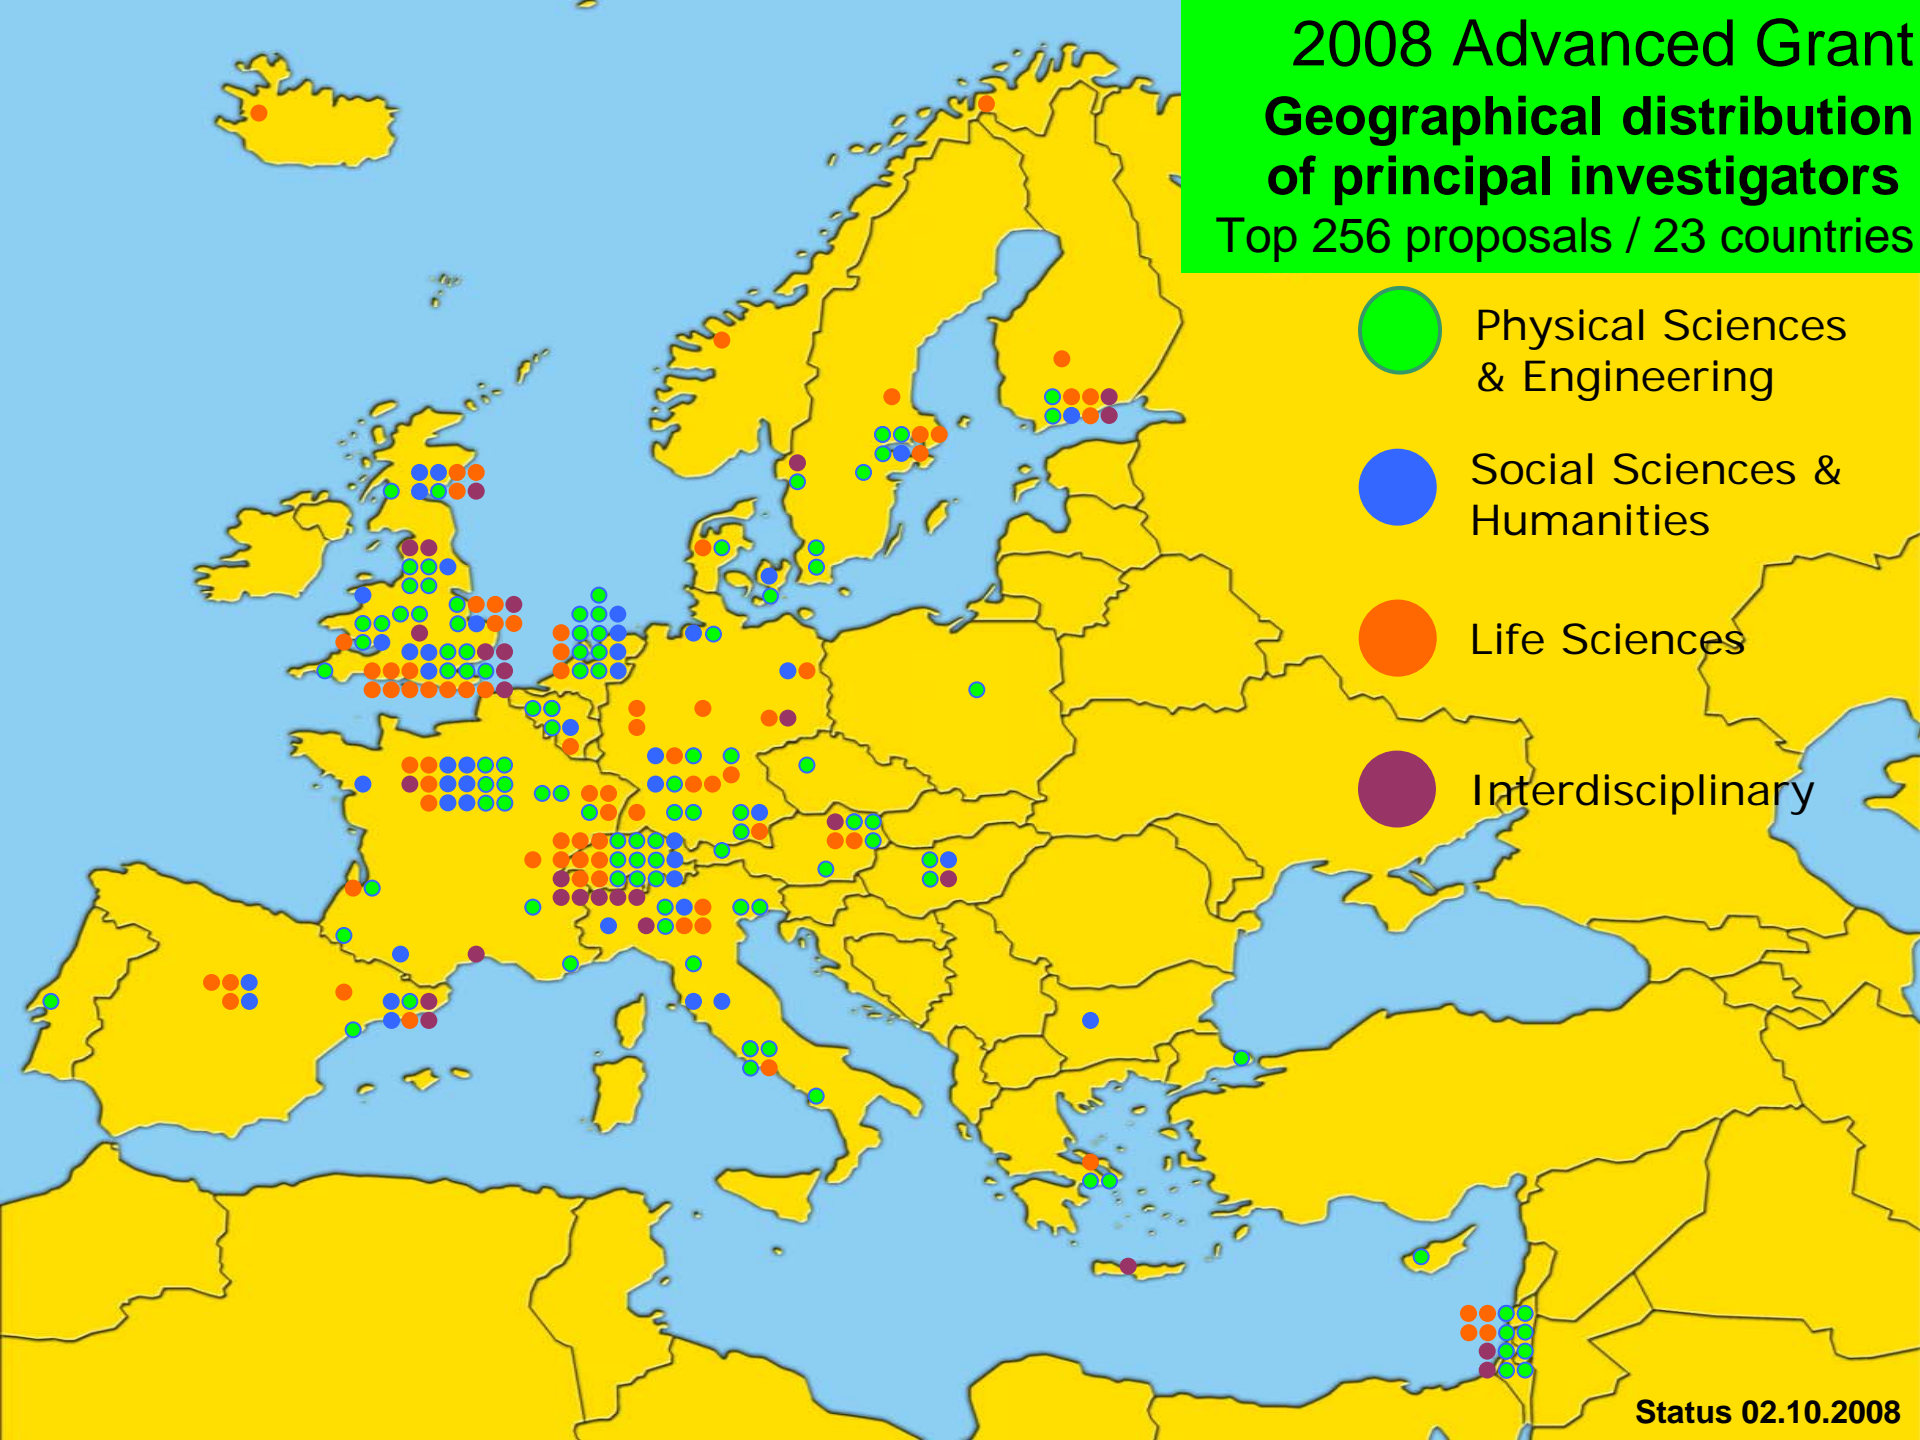 2008 Advanced Grant
Geographical distribution
of principal investigators
Top 256 proposals / 23 countries
Physical Sciences
& Engineering
Social Sciences &
Humanities
Life Sciences
Interdisciplinary
Status 02.10.2008